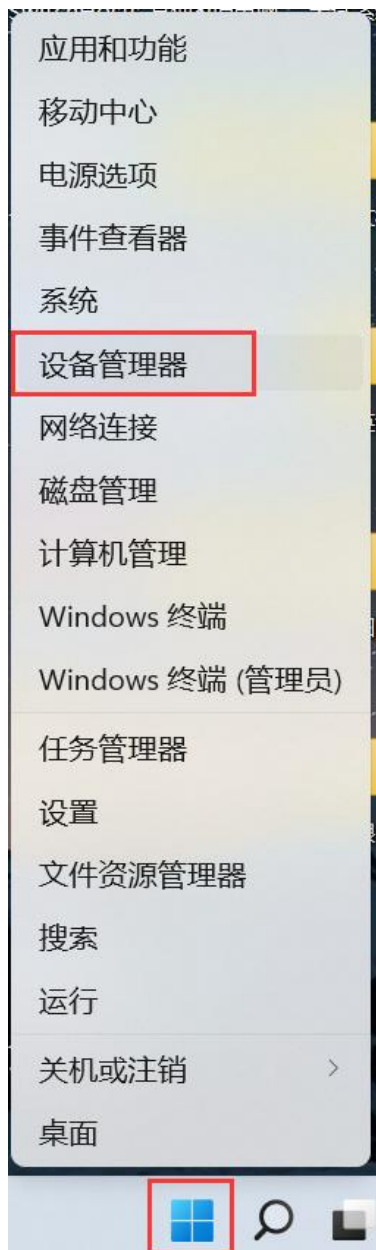 应用和功能
移动中心
电源选项
事件查看器
系统
设备管理器
网络连接
磁盘管理
计算机管理
Windows 终端
Windows 终端 (管理员)
任务管理器
设置
文件资源管理器
搜索
运行
关机或注销
桌面